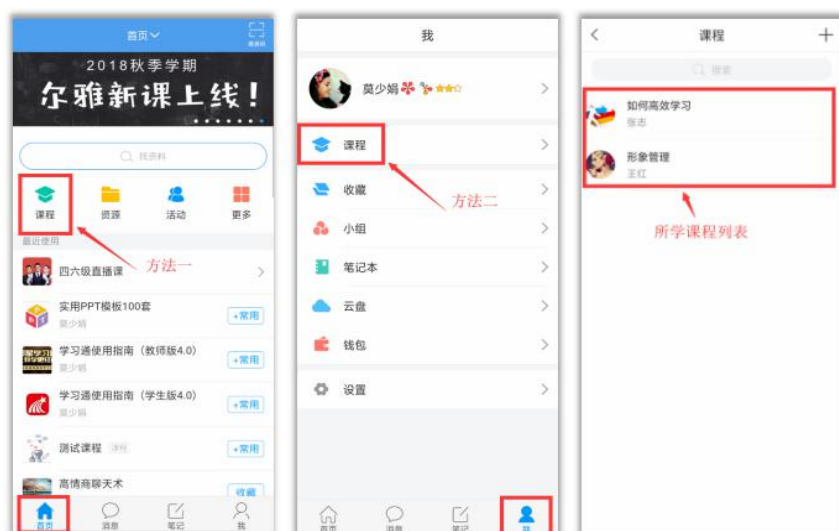 首页
邀请码
2018秋季学期
尔雅新课上线！
找资料
课程
资源
活动
更多
最近使用
方法一
四六级直播课
实用PPT模板100套
莫少娟
+常用
学习通使用指南（教师版4.0）
莫少娟
+常用
学习通使用指南（学生版4.0）
莫少娟
+常用
测试课程
课程
+常用
高情商聊天术
收藏
首页
消息
笔记
我
我
莫少娟
课程
收藏
方法二
小组
笔记本
云盘
钱包
设置
首页
消息
笔记
我
课程
搜索
如何高效学习
张志
形象管理
王红
所学课程列表